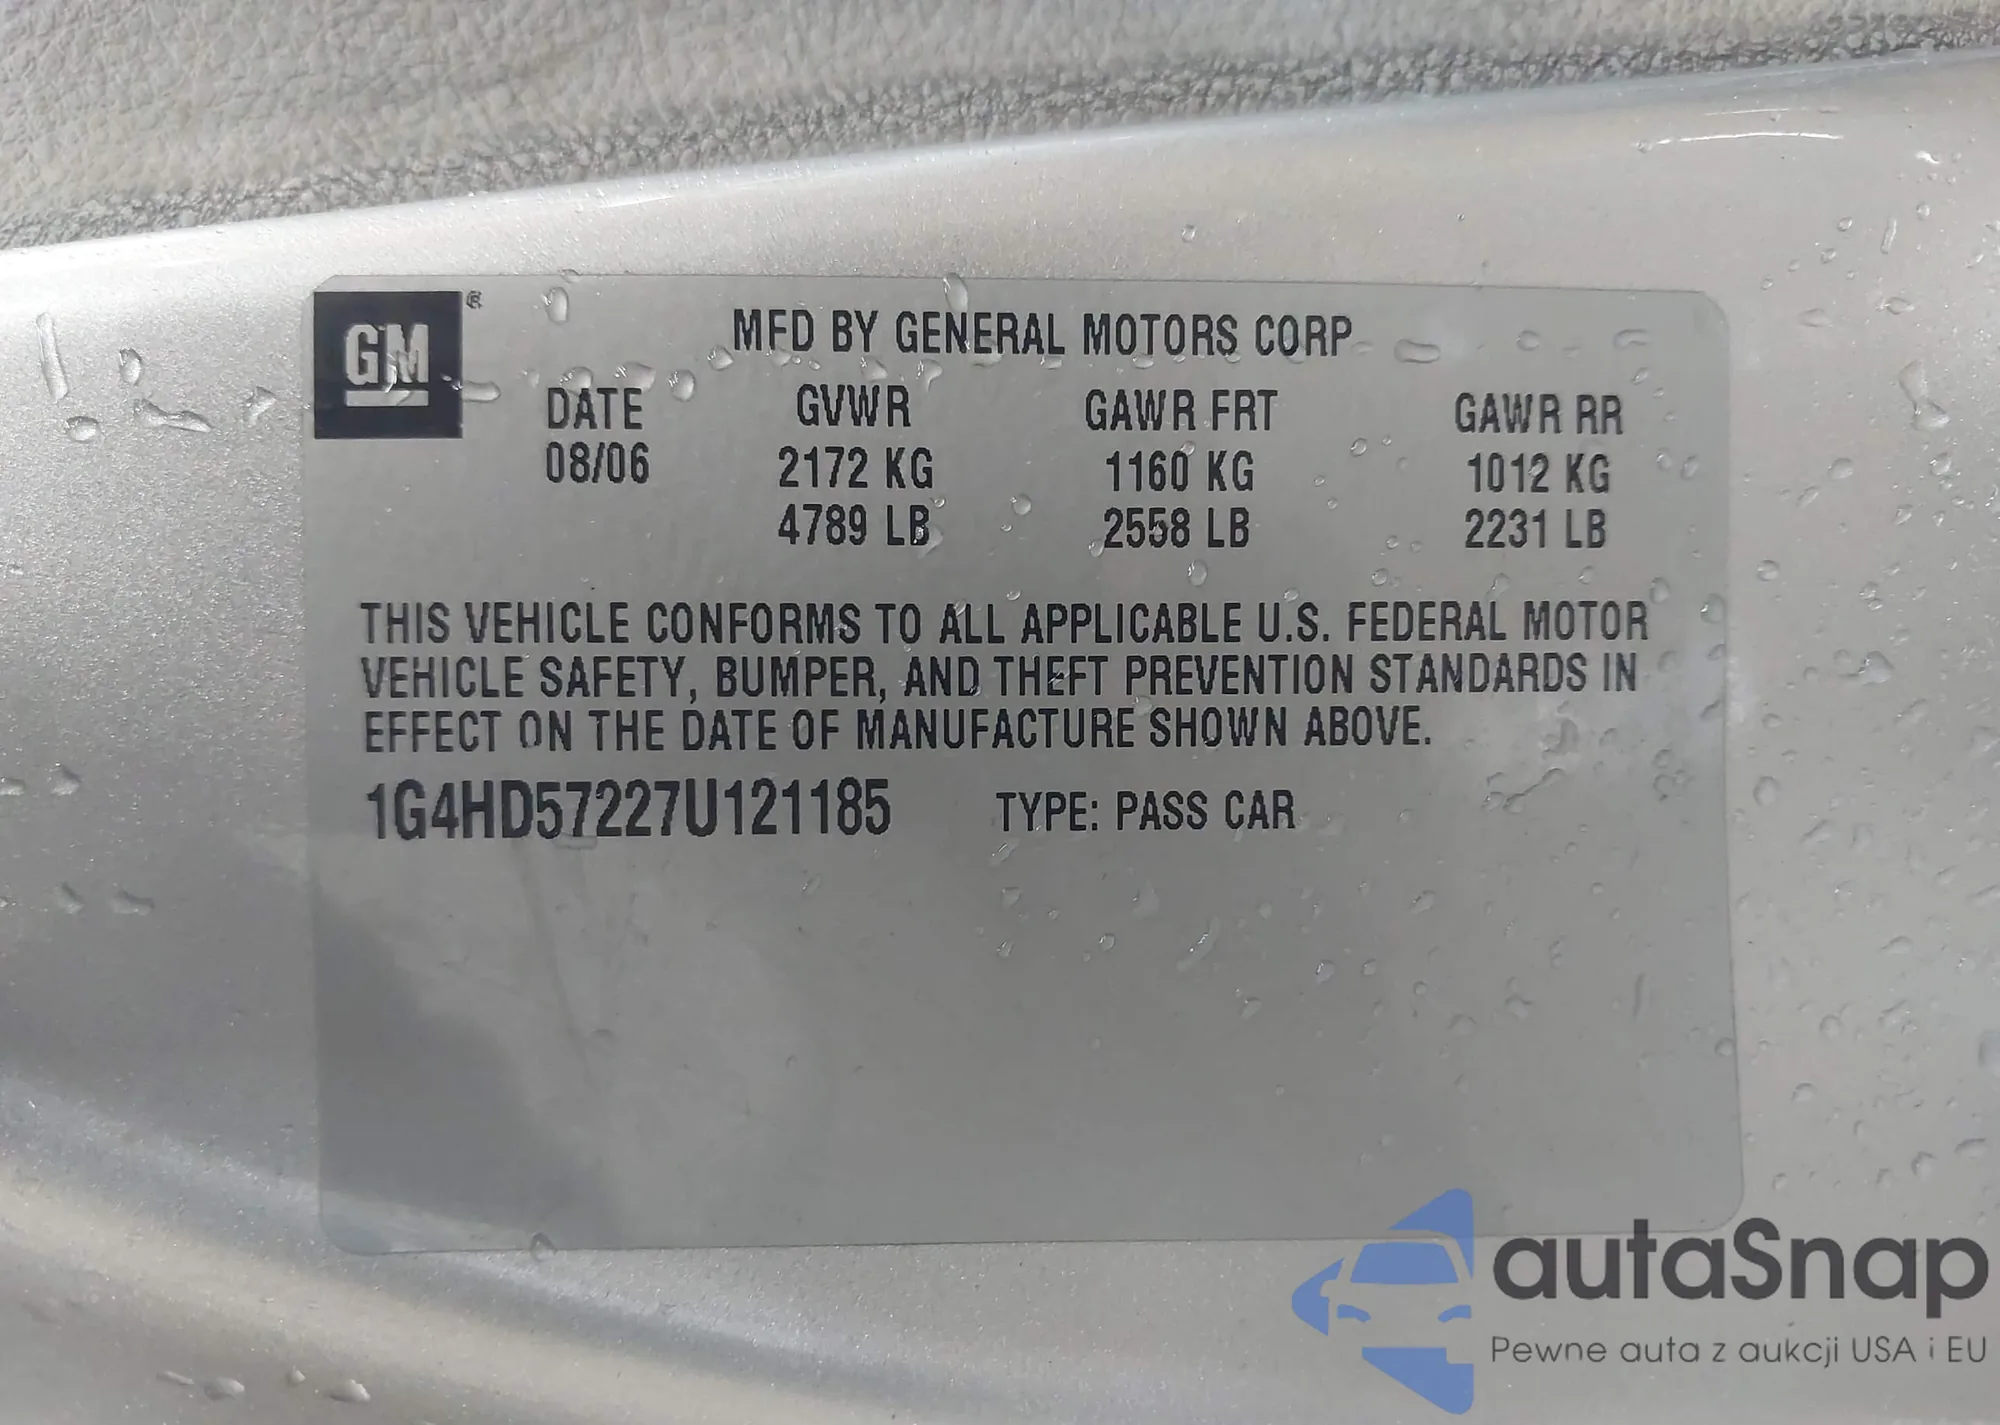 GM ®
MFD BY GENERAL MOTORS CORP
DATE GVWR GAWR FRT GAWR RR
08/06 2172 KG 1160 KG 1012 KG
4789 LB 2558 LB 2231 LB
THIS VEHICLE CONFORMS TO ALL APPLICABLE U.S. FEDERAL MOTOR
VEHICLE SAFETY, BUMPER, AND THEFT PREVENTION STANDARDS IN
EFFECT ON THE DATE OF MANUFACTURE SHOWN ABOVE.
1G4HD57227U121185 TYPE: PASS CAR
autaSnap
Pewne auta z aukcji USA i EU